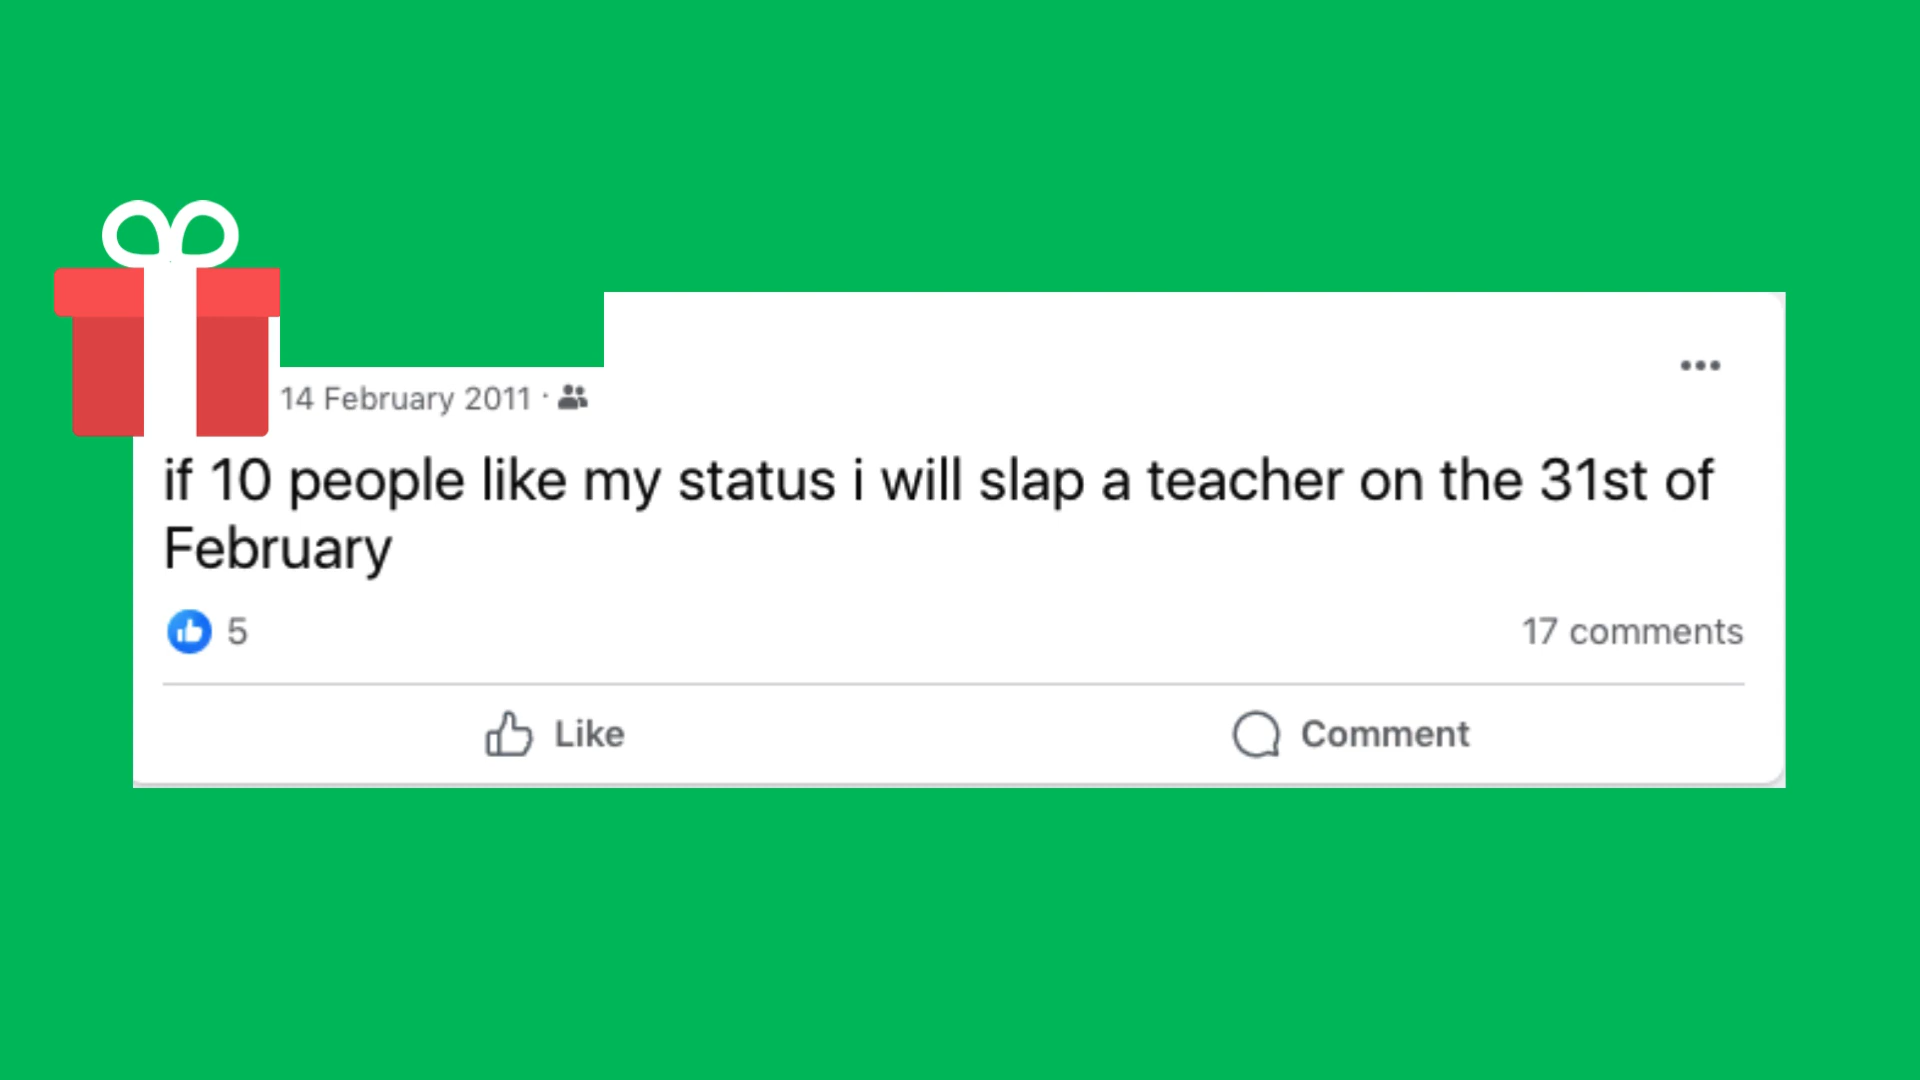 14 February 2011 ·
if 10 people like my status i will slap a teacher on the 31st of
February
5
17 comments
Like
Comment